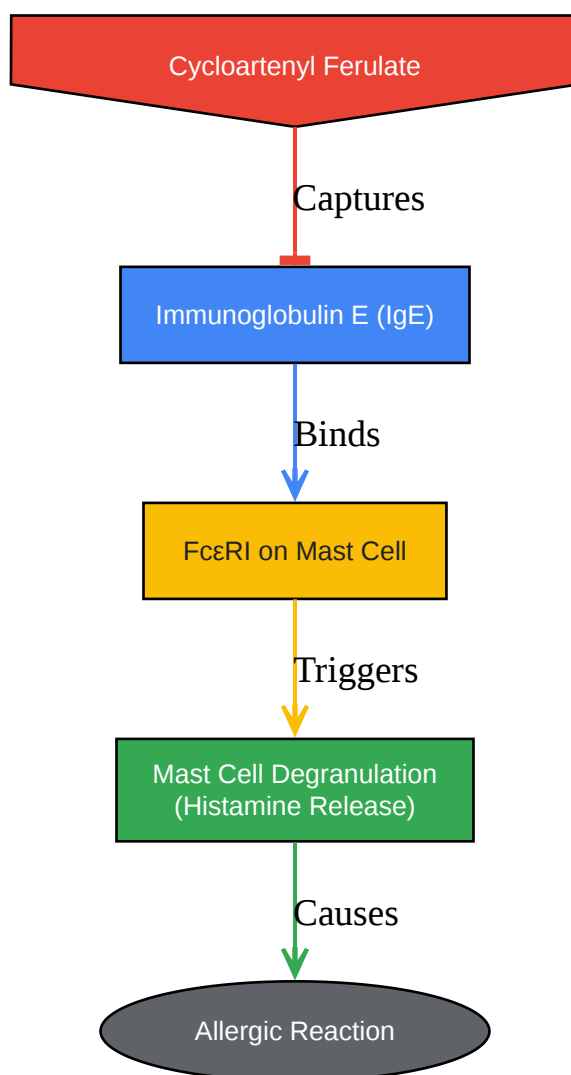 Cycloartenyl Ferulate
Captures
Immunoglobulin E (IgE)
Binds
FcεRI on Mast Cell
Triggers
Mast Cell Degranulation
(Histamine Release)
Causes
Allergic Reaction